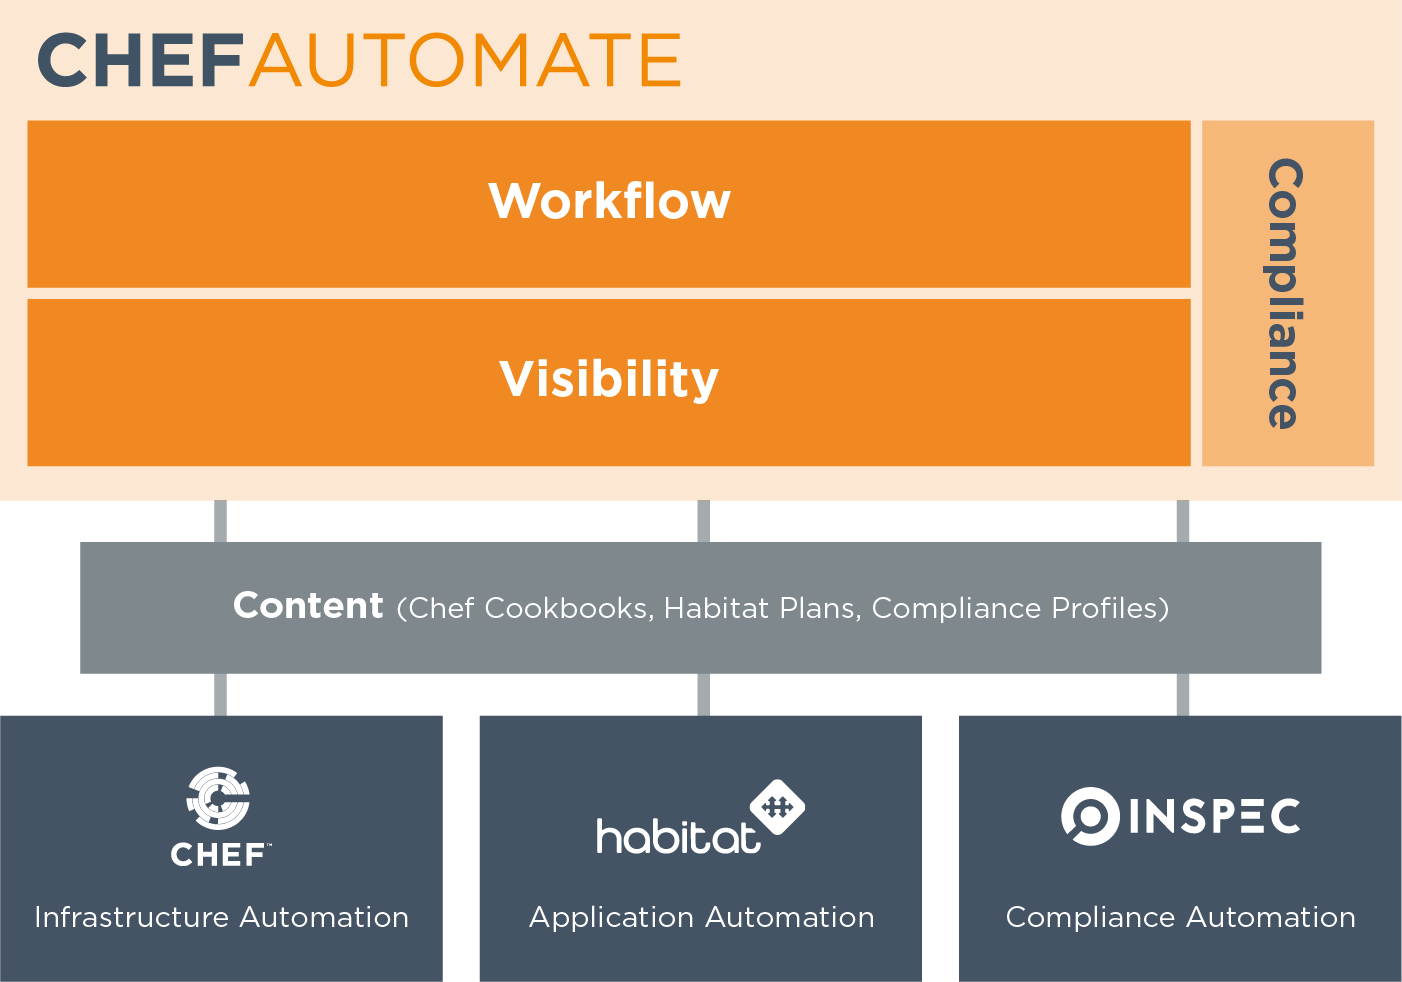 CHEFAUTOMATE
Workflow
Compliance
Visibility
Content (Chef Cookbooks, Habitat Plans, Compliance Profiles)
CHEF™
habitat
INSPEC
Infrastructure Automation
Application Automation
Compliance Automation